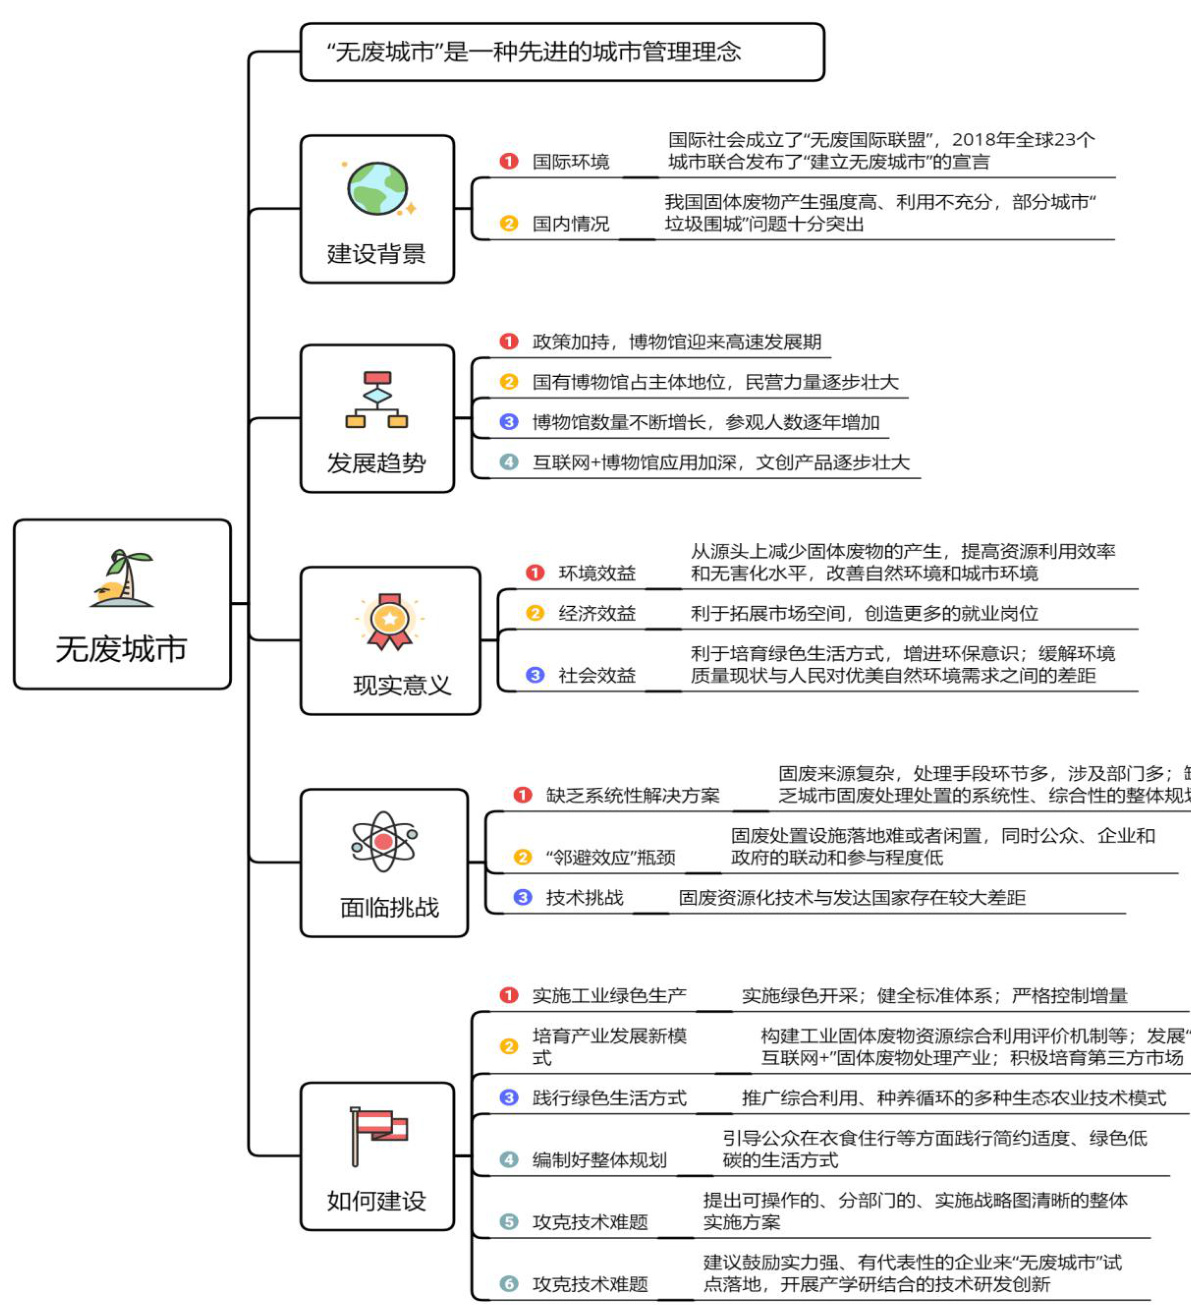 “无废城市”是一种先进的城市管理理念
建设背景
1 国际环境
国际社会成立了“无废国际联盟”，2018年全球23个
城市联合发布了“建立无废城市”的宣言
2 国内情况
我国固体废物产生强度高、利用不充分，部分城市“
垃圾围城”问题十分突出
发展趋势
1 政策加持，博物馆迎来高速发展期
2 国有博物馆占主体地位，民营力量逐步壮大
3 博物馆数量不断增长，参观人数逐年增加
4 互联网+博物馆应用加深，文创产品逐步壮大
无废城市
现实意义
1 环境效益
从源头上减少固体废物的产生，提高资源利用效率
和无害化水平，改善自然环境和城市环境
2 经济效益
利于拓展市场空间，创造更多的就业岗位
3 社会效益
利于培育绿色生活方式，增进环保意识；缓解环境
质量现状与人民对优美自然环境需求之间的差距
面临挑战
1 缺乏系统性解决方案
固废来源复杂，处理手段环节多，涉及部门多；
乏城市固废处理处置的系统性、综合性的整体规
2 “邻避效应”瓶颈
固废处置设施落地难或者闲置，同时公众、企业和
政府的联动和参与程度低
3 技术挑战
固废资源化技术与发达国家存在较大差距
如何建设
1 实施工业绿色生产
实施绿色开采；健全标准体系；严格控制增量
2 培育产业发展新模
式
构建工业固体废物资源综合利用评价机制等；发展“
互联网+”固体废物处理产业；积极培育第三方市场
3 践行绿色生活方式
推广综合利用、种养循环的多种生态农业技术模式
4 编制好整体规划
引导公众在衣食住行等方面践行简约适度、绿色低
碳的生活方式
5 攻克技术难题
提出可操作的、分部门的、实施战略图清晰的整体
实施方案
6 攻克技术难题
建议鼓励实力强、有代表性的企业来“无废城市”试
点落地，开展产学研结合的技术研发创新